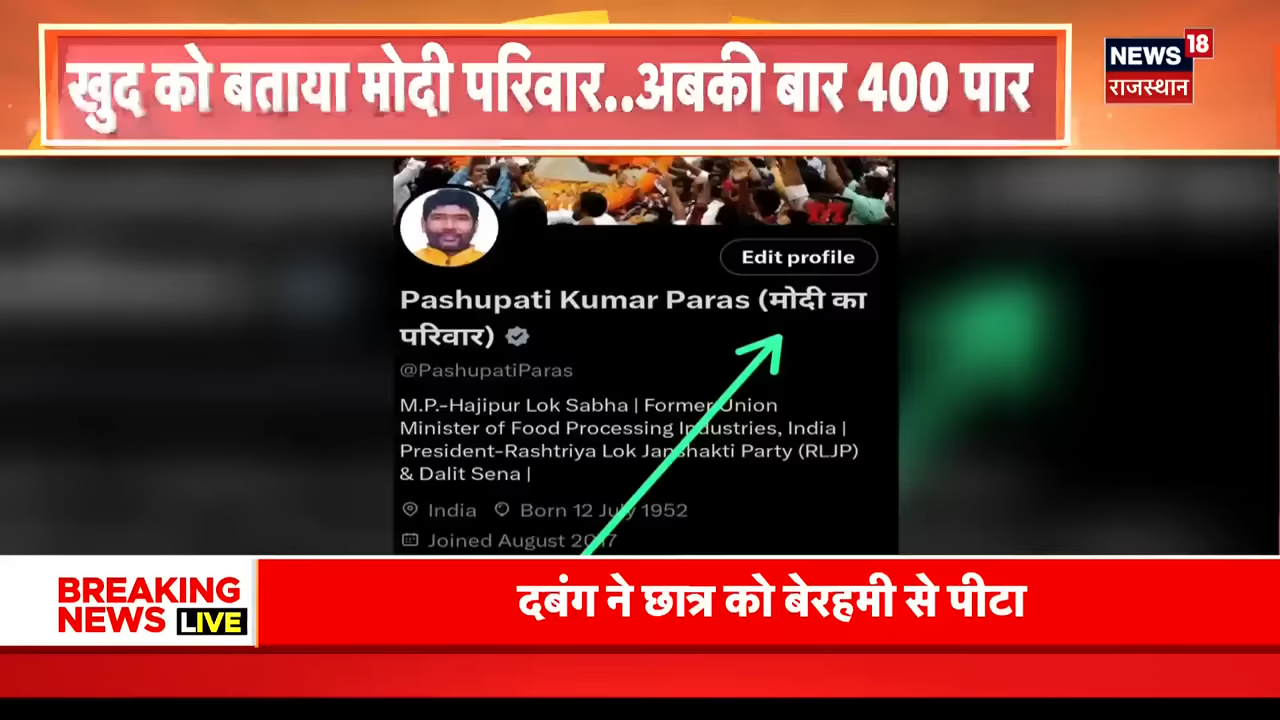 खुद को बताया मोदी परिवार..अबकी बार 400 पार
NEWS 18
राजस्थान
Edit profile
Pashupati Kumar Paras (मोदी का
परिवार)
@PashupatiParas
M.P.-Hajipur Lok Sabha | Former Union
Minister of Food Processing Industries, India |
President-Rashtriya Lok Janshakti Party (RLJP)
& Dalit Sena |
India Born 12 July 1952
Joined August 2017
BREAKING
NEWS LIVE
दबंग ने छात्र को बेरहमी से पीटा